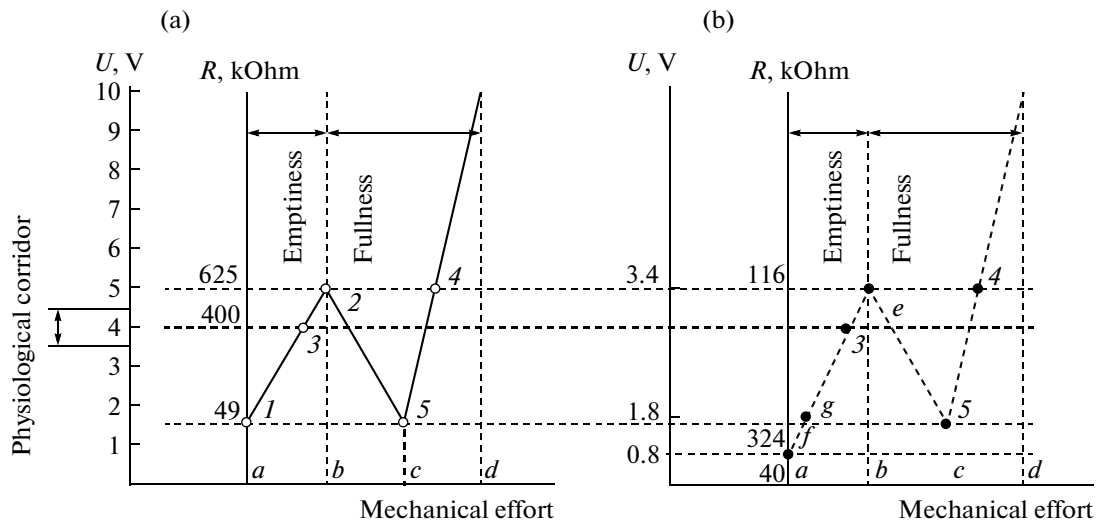 (a)
U, V
R, kOhm
10
9
8
7
6
5
4
3
2
1
Physiological corridor
625
400
49
Emptiness
Fullness
1
2
3
4
5
a
b
c
d
Mechanical effort
(b)
U, V
R, kOhm
3.4
1.8
0.8
116
324
40
Emptiness
Fullness
e
3
4
5
g
f
a
b
c
d
Mechanical effort